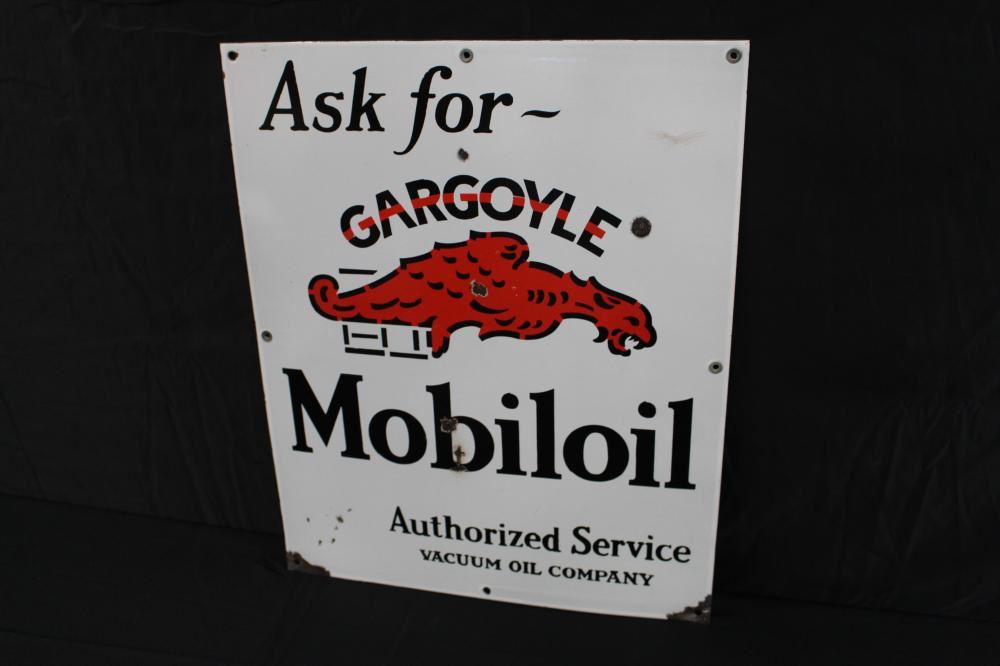 Ask for ~
GARGOYLE
Mobiloil
Authorized Service
VACUUM OIL COMPANY